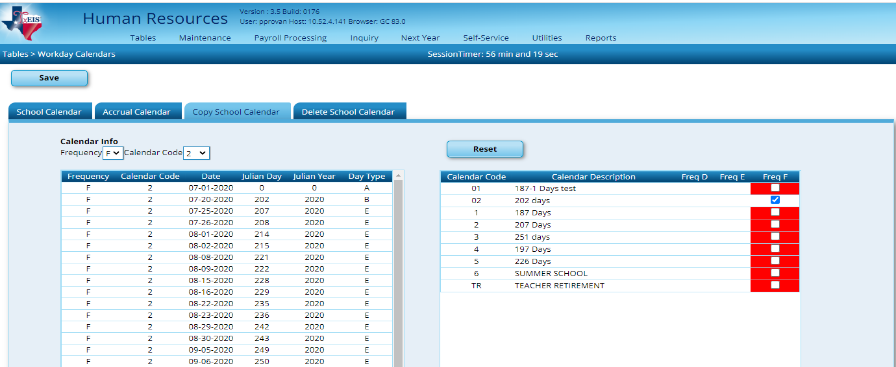 txEIS
Human Resources
Version : 3.5 Build: 0176
User: pprovan Host: 10.52.4.141 Browser: GC 83.0
Tables Maintenance Payroll Processing Inquiry Next Year Self-Service Utilities Reports
Tables > Workday Calendars SessionTimer: 56 min and 19 sec
Save
School Calendar Accrual Calendar Copy School Calendar Delete School Calendar
Calendar Info
Frequency F Calendar Code 2
Frequency Calendar Code Date Julian Day Julian Year Day Type
F 2 07-01-2020 0 0 A
F 2 07-20-2020 202 2020 B
F 2 07-25-2020 207 2020 E
F 2 07-26-2020 208 2020 E
F 2 08-01-2020 214 2020 E
F 2 08-02-2020 215 2020 E
F 2 08-08-2020 221 2020 E
F 2 08-09-2020 222 2020 E
F 2 08-15-2020 228 2020 E
F 2 08-16-2020 229 2020 E
F 2 08-22-2020 235 2020 E
F 2 08-23-2020 236 2020 E
F 2 08-29-2020 242 2020 E
F 2 08-30-2020 243 2020 E
F 2 09-05-2020 249 2020 E
F 2 09-06-2020 250 2020 E
Reset
Calendar Code Calendar Description Freq D Freq E Freq F
01 187-1 Days test
02 202 days
1 187 Days
2 207 Days
3 251 days
4 197 Days
5 226 Days
6 SUMMER SCHOOL
TR TEACHER RETIREMENT